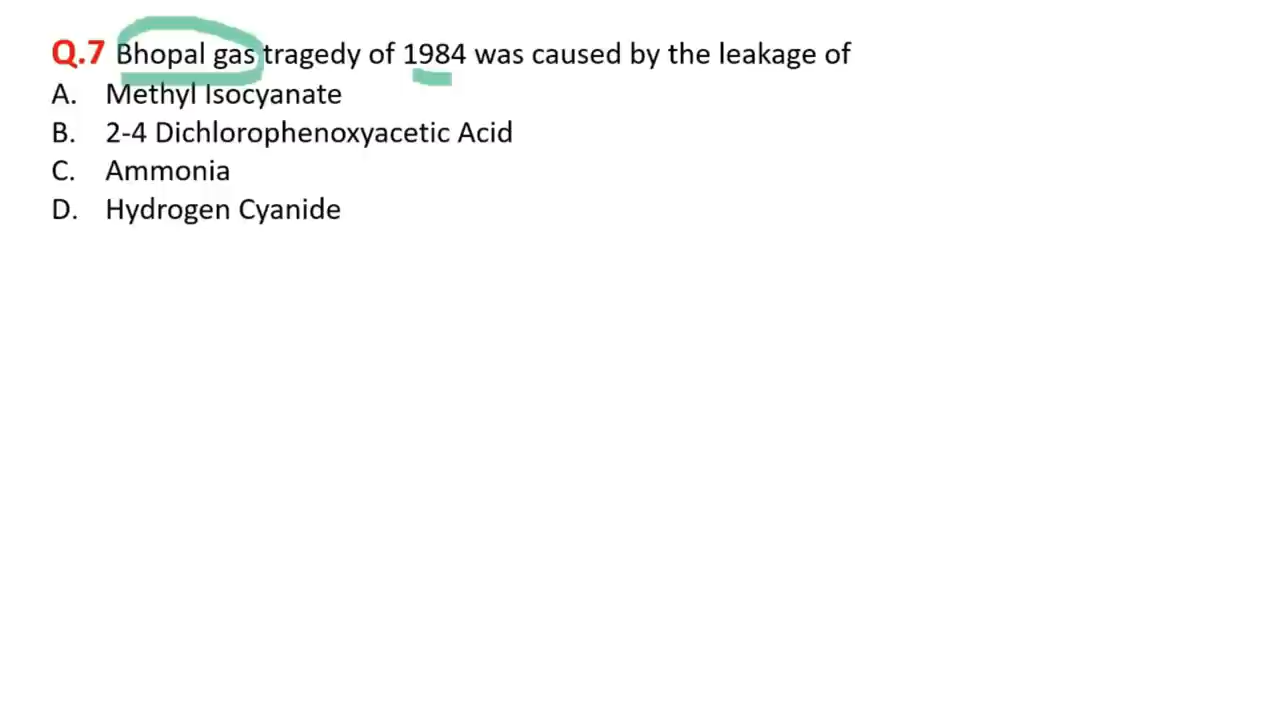 Q.7 Bhopal gas tragedy of 1984 was caused by the leakage of
A. Methyl Isocyanate
B. 2-4 Dichlorophenoxyacetic Acid
C. Ammonia
D. Hydrogen Cyanide